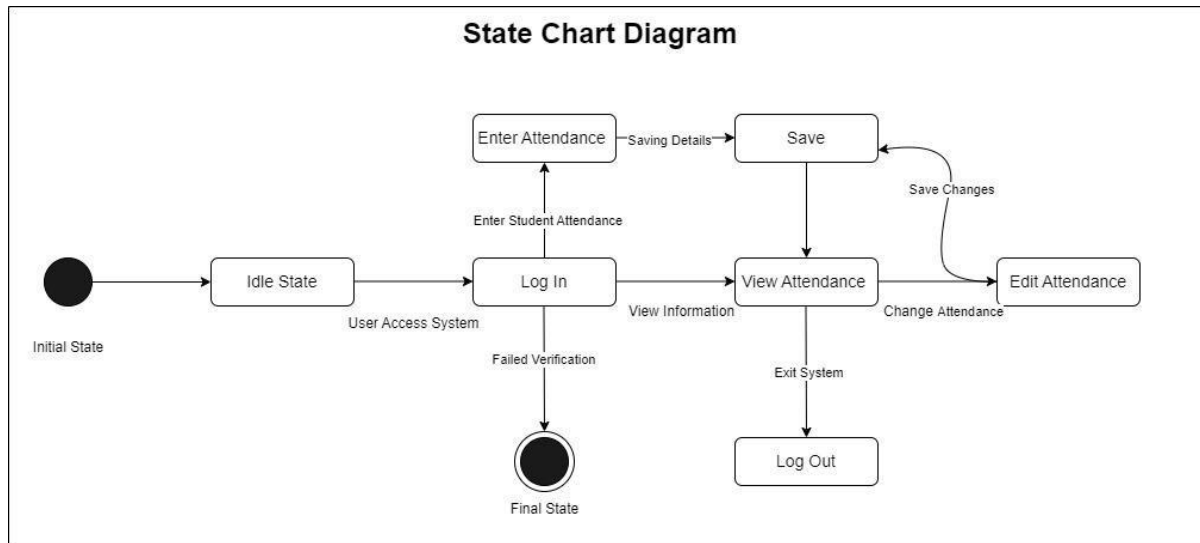 State Chart Diagram
Enter Attendance
Saving Details
Save
Save Changes
Enter Student Attendance
Idle State
Log In
View Attendance
Edit Attendance
User Access System
View Information
Change Attendance
Initial State
Failed Verification
Exit System
Log Out
Final State